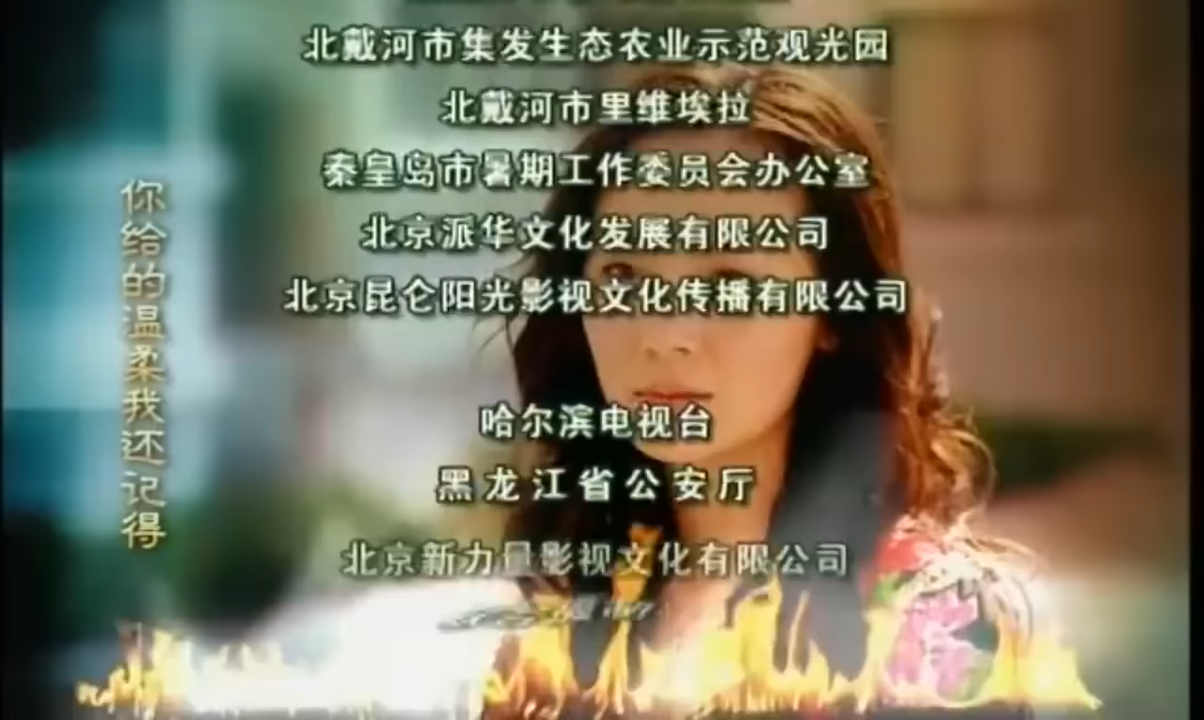 北戴河市集发生态农业示范观光园
北戴河市里维埃拉
秦皇岛市暑期工作委员会办公室
北京派华文化发展有限公司
北京昆仑阳光影视文化传播有限公司
哈尔滨电视台
黑龙江省公安厅
北京新力量影视文化有限公司
你给的温柔我还记得